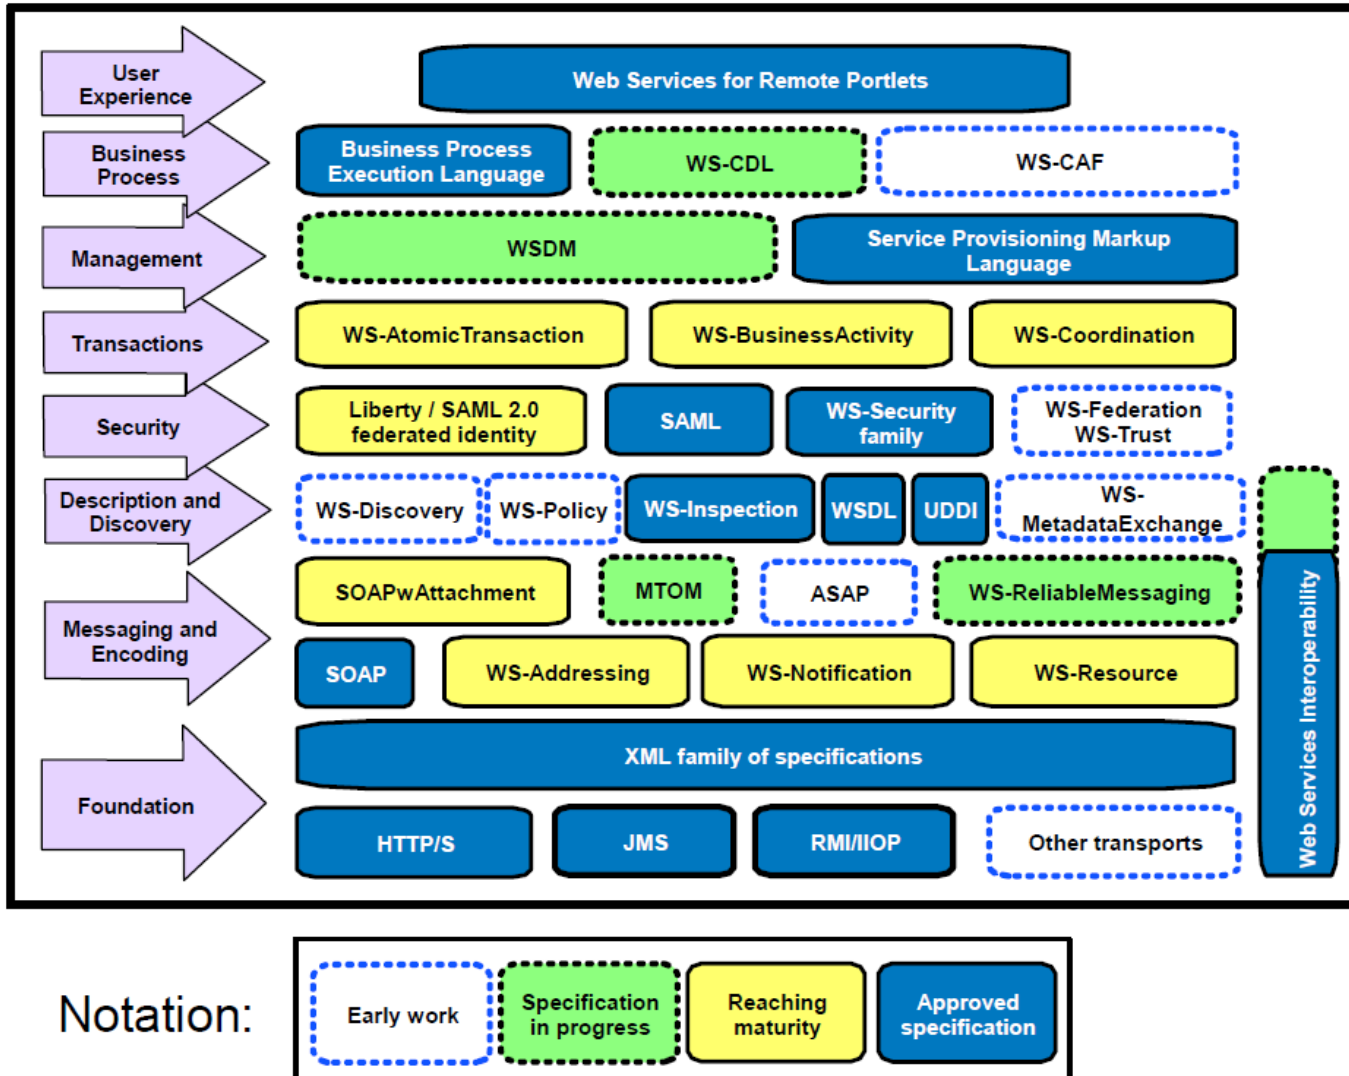 User
Experience
Web Services for Remote Portlets
Business
Process
Business Process
Execution Language
WS-CDL
WS-CAF
Management
WSDM
Service Provisioning Markup
Language
Transactions
WS-AtomicTransaction
WS-BusinessActivity
WS-Coordination
Security
Liberty / SAML 2.0
federated identity
SAML
WS-Security
family
WS-Federation
WS-Trust
Description and
Discovery
WS-Discovery
WS-Policy
WS-Inspection
WSDL
UDDI
WS-
MetadataExchange
Messaging and
Encoding
SOAPwAttachment
MTOM
ASAP
WS-ReliableMessaging
SOAP
WS-Addressing
WS-Notification
WS-Resource
Foundation
XML family of specifications
HTTP/S
JMS
RMI/IIOP
Other transports
Web Services Interoperability
Notation:
Early work
Specification
in progress
Reaching
maturity
Approved
specification